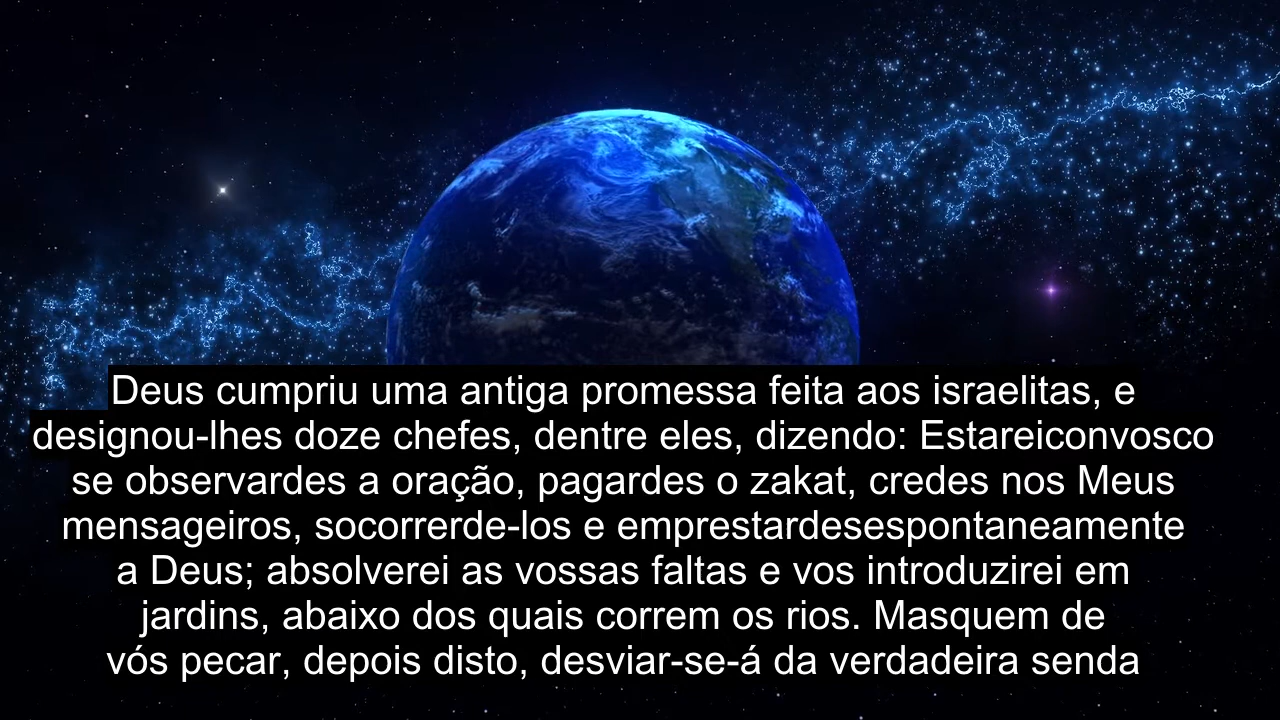 Deus cumpriu uma antiga promessa feita aos israelitas, e
designou-lhes doze chefes, dentre eles, dizendo: Estareiconvosco
se observardes a oração, pagardes o zakat, credes nos Meus
mensageiros, socorrerde-los e emprestardesespontaneamente
a Deus; absolverei as vossas faltas e vos introduzirei em
jardins, abaixo dos quais correm os rios. Masquem de
vós pecar, depois disto, desviar-se-á da verdadeira senda